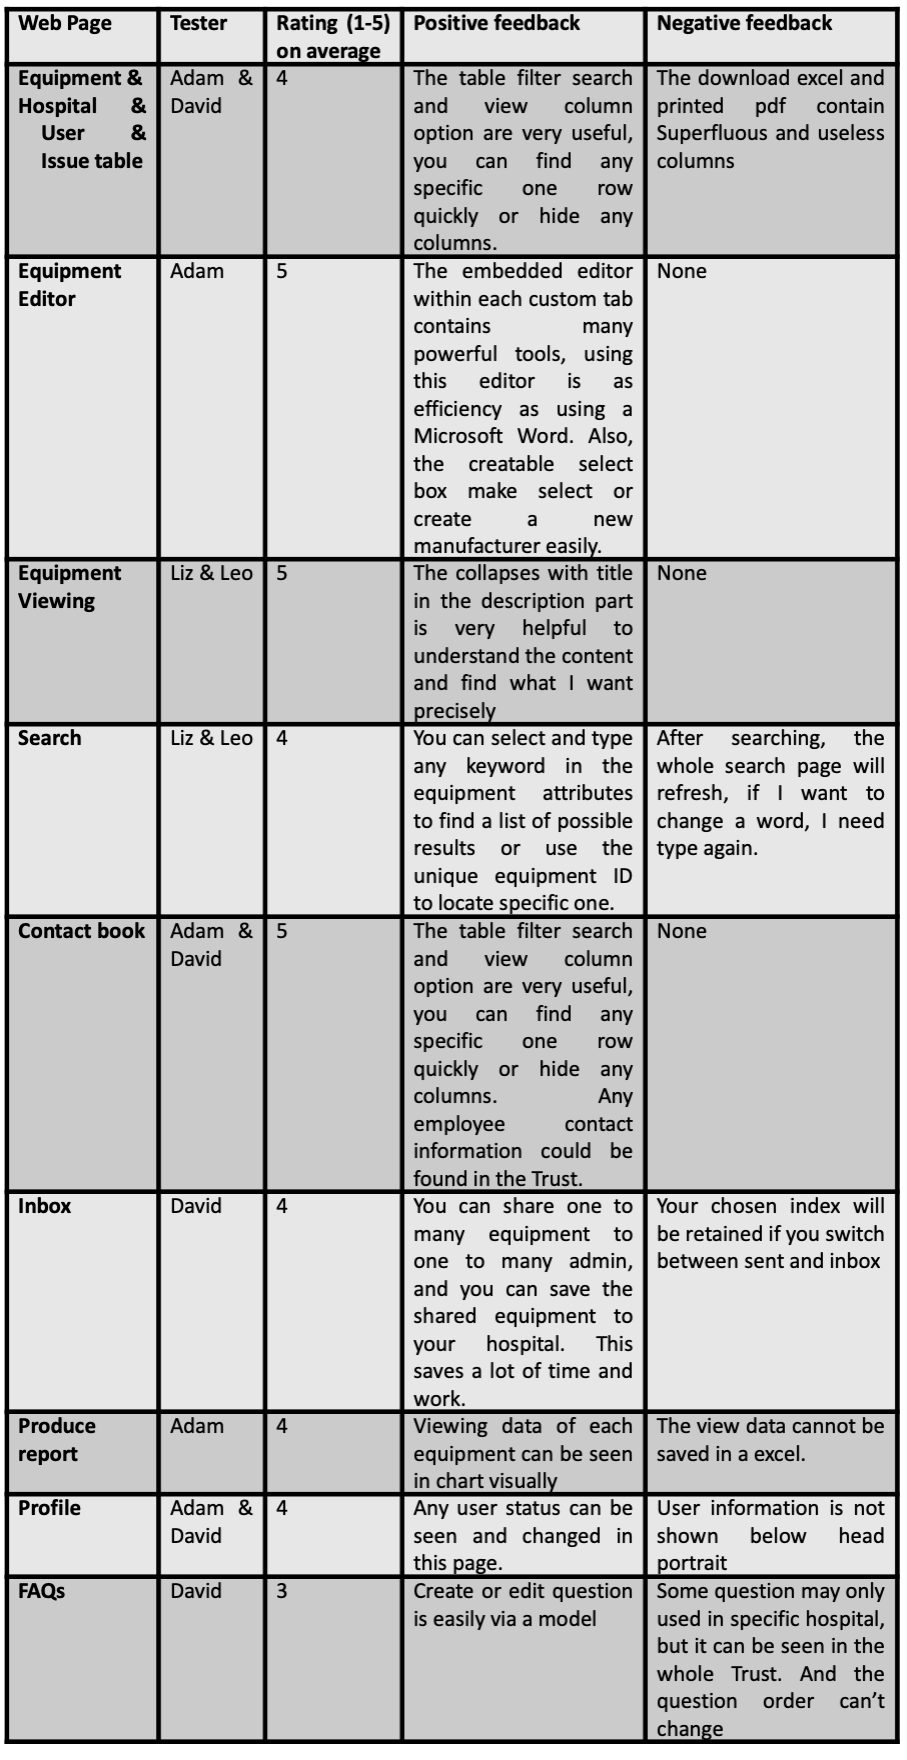 Web Page Tester Rating (1-5) Positive feedback Negative feedback
on average
Equipment & Adam & 4 The table filter search The download excel and
Hospital & David and view column printed pdf contain
User & option are very useful, Superfluous and useless
Issue table you can find any columns
specific one row
quickly or hide any
columns.
Equipment Adam 5 The embedded editor None
Editor within each custom tab
contains many
powerful tools, using
this editor is as
efficiency as using a
Microsoft Word. Also,
the creatable select
box make select or
create a new
manufacturer easily.
Equipment Liz & Leo 5 The collapses with title None
Viewing in the description part
is very helpful to
understand the content
and find what I want
precisely
Search Liz & Leo 4 You can select and type After searching, the
any keyword in the whole search page will
equipment attributes refresh, if I want to
to find a list of possible change a word, I need
results or use the type again.
unique equipment ID
to locate specific one.
Contact book Adam & 5 The table filter search None
David and view column
option are very useful,
you can find any
specific one row
quickly or hide any
columns. Any
employee contact
information could be
found in the Trust.
Inbox David 4 You can share one to Your chosen index will
many equipment to be retained if you switch
one to many admin, between sent and inbox
and you can save the
shared equipment to
your hospital. This
saves a lot of time and
work.
Produce Adam 4 Viewing data of each The view data cannot be
report equipment can be seen saved in a excel.
in chart visually
Profile Adam & 4 Any user status can be User information is not
David seen and changed in shown below head
this page. portrait
FAQs David 3 Create or edit question Some question may only
is easily via a model used in specific hospital,
but it can be seen in the
whole Trust. And the
question order can’t
change